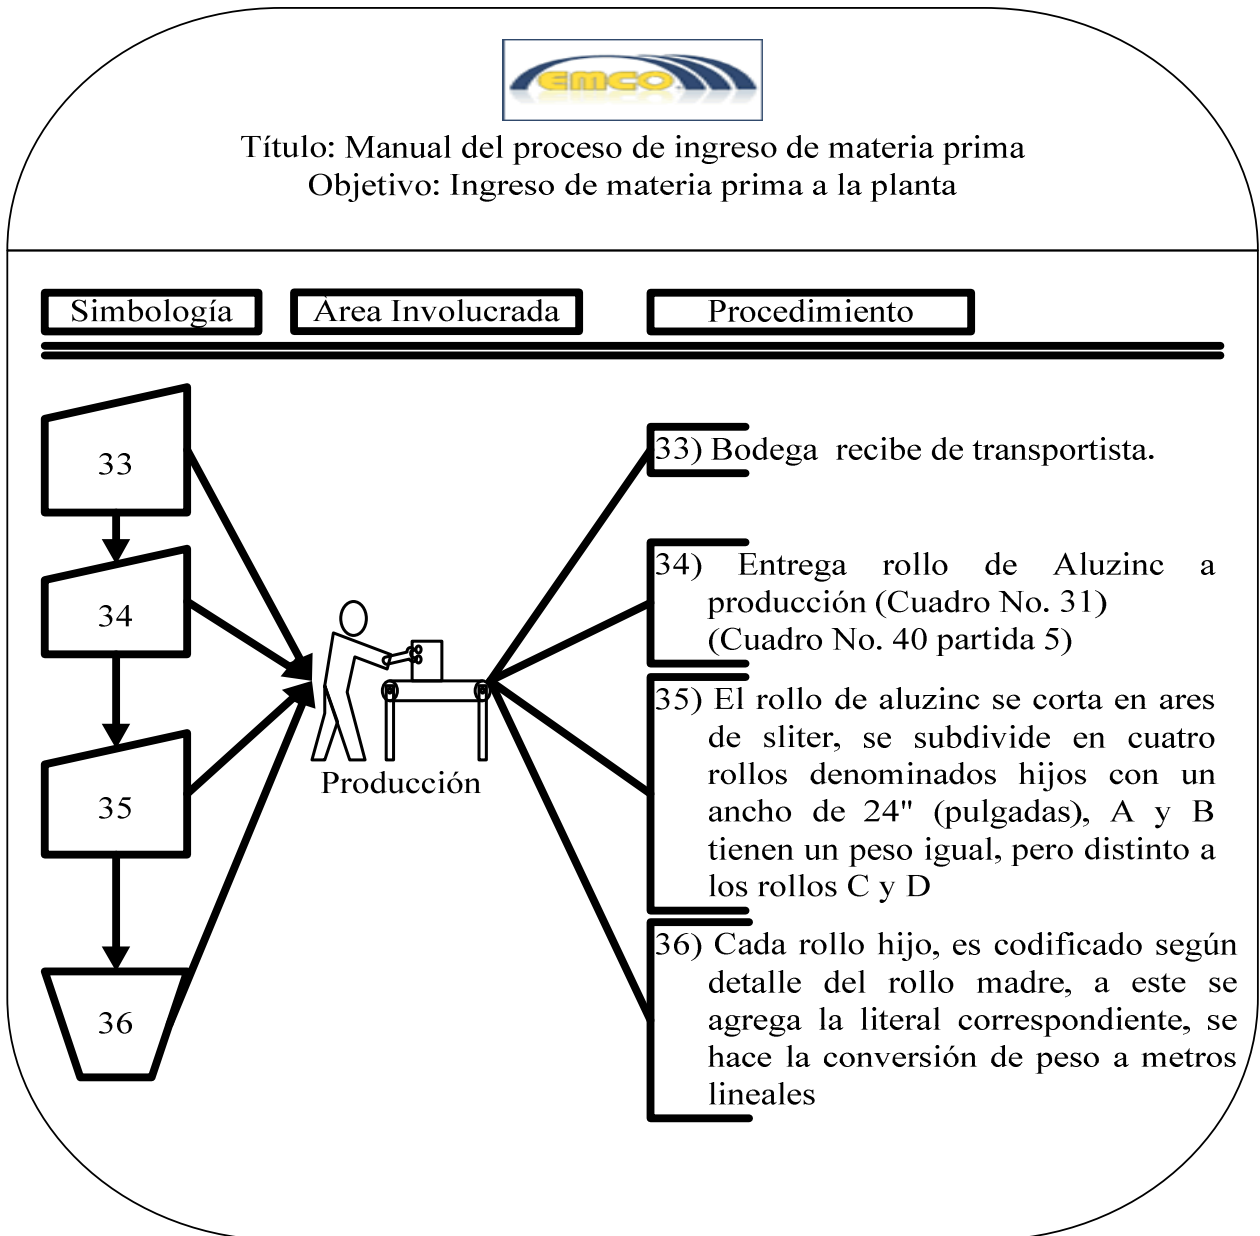 EMCO
Título: Manual del proceso de ingreso de materia prima
Objetivo: Ingreso de materia prima a la planta
Simbología
Área Involucrada
Procedimiento
33
34
35
36
Producción
33) Bodega recibe de transportista.
34) Entrega rollo de Aluzinc a
producción (Cuadro No. 31)
(Cuadro No. 40 partida 5)
35) El rollo de aluzinc se corta en ares
de sliter, se subdivide en cuatro
rollos denominados hijos con un
ancho de 24" (pulgadas), A y B
tienen un peso igual, pero distinto a
los rollos C y D
36) Cada rollo hijo, es codificado según
detalle del rollo madre, a este se
agrega la literal correspondiente, se
hace la conversión de peso a metros
lineales